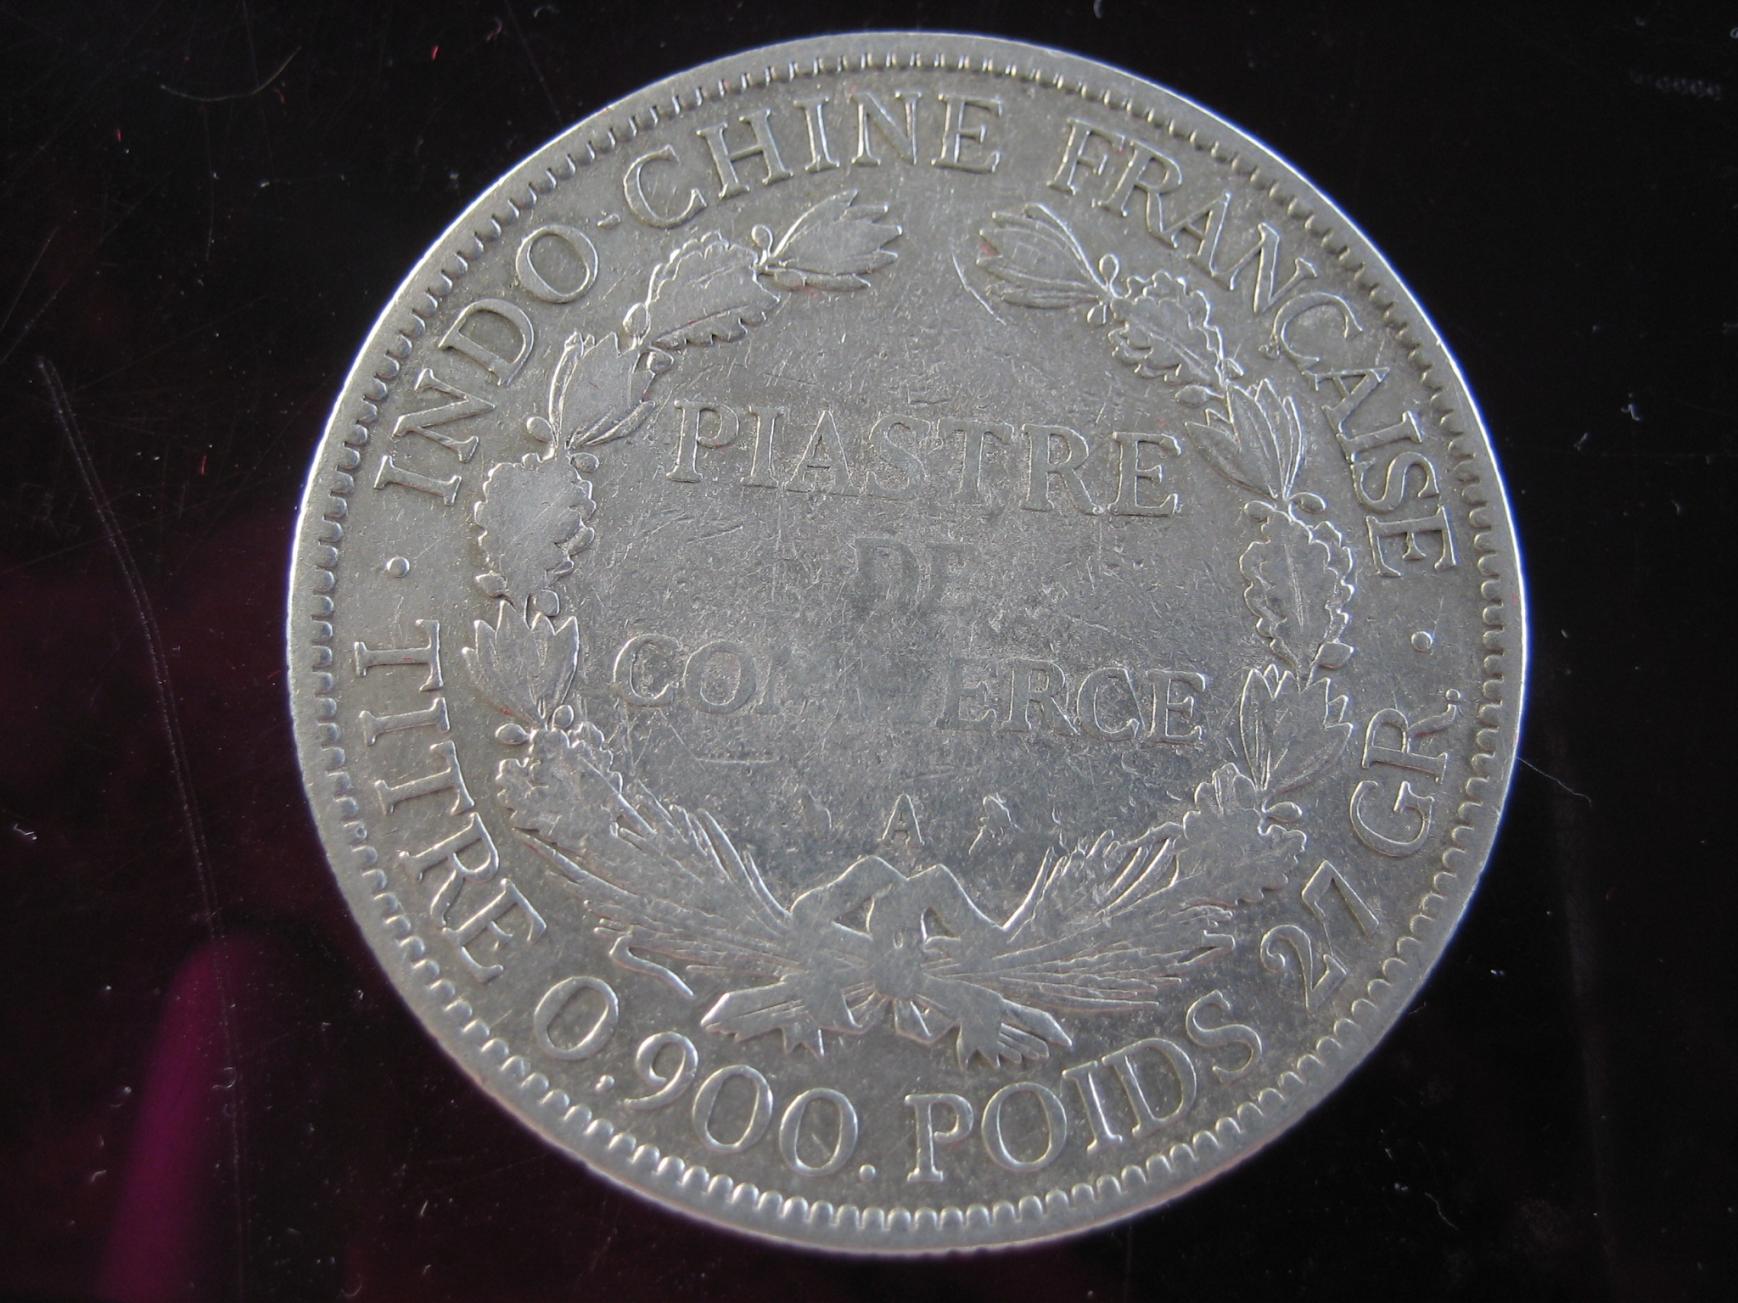 INDO-CHINE FRANCAISE
PIASTRE
DE
COMMERCE
A
· TITRE 0.900. POIDS 27 GR. ·